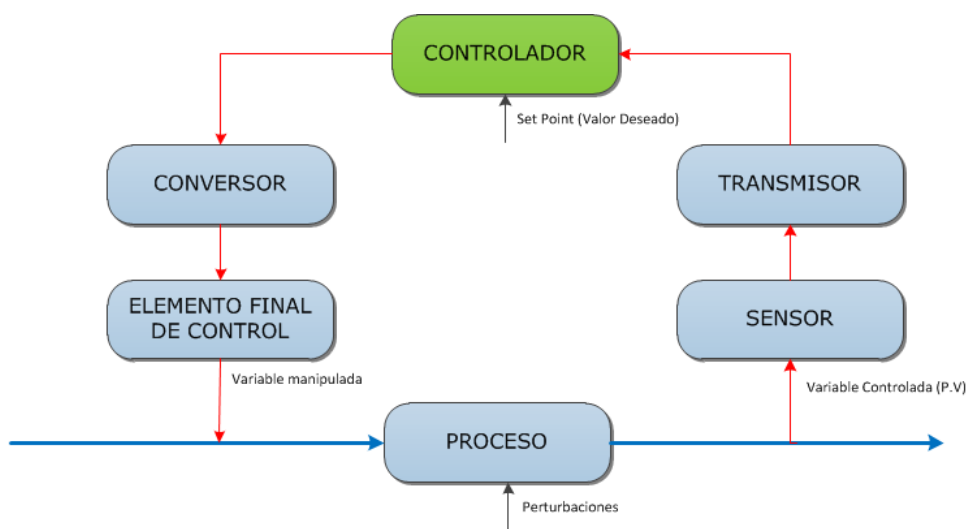 CONTROLADOR
Set Point (Valor Deseado)
CONVERSOR
TRANSMISOR
ELEMENTO FINAL
DE CONTROL
SENSOR
Variable manipulada
Variable Controlada (P.V)
PROCESO
Perturbaciones